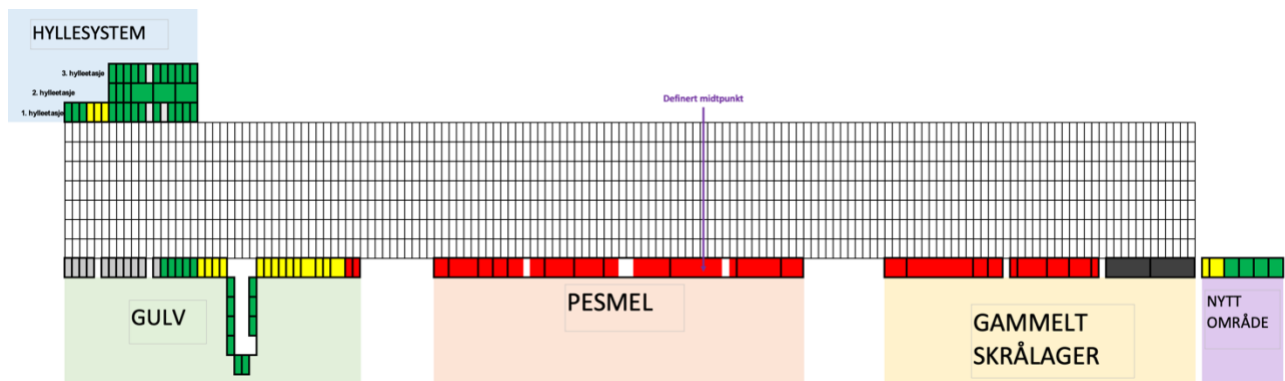 HYLLESYSTEM
3. hylleetasje
2. hylleetasje
1. hylleetasje
Definert midtpunkt
GULV
PESMEL
GAMMELT
SKRÅLAGER
NYTT
OMRÅDE